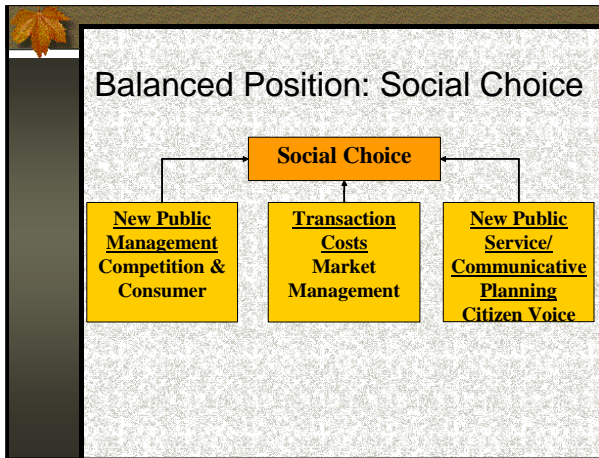 Balanced Position: Social Choice
Social Choice
New Public
Management
Competition &
Consumer
Transaction
Costs
Market
Management
New Public
Service/
Communicative
Planning
Citizen Voice